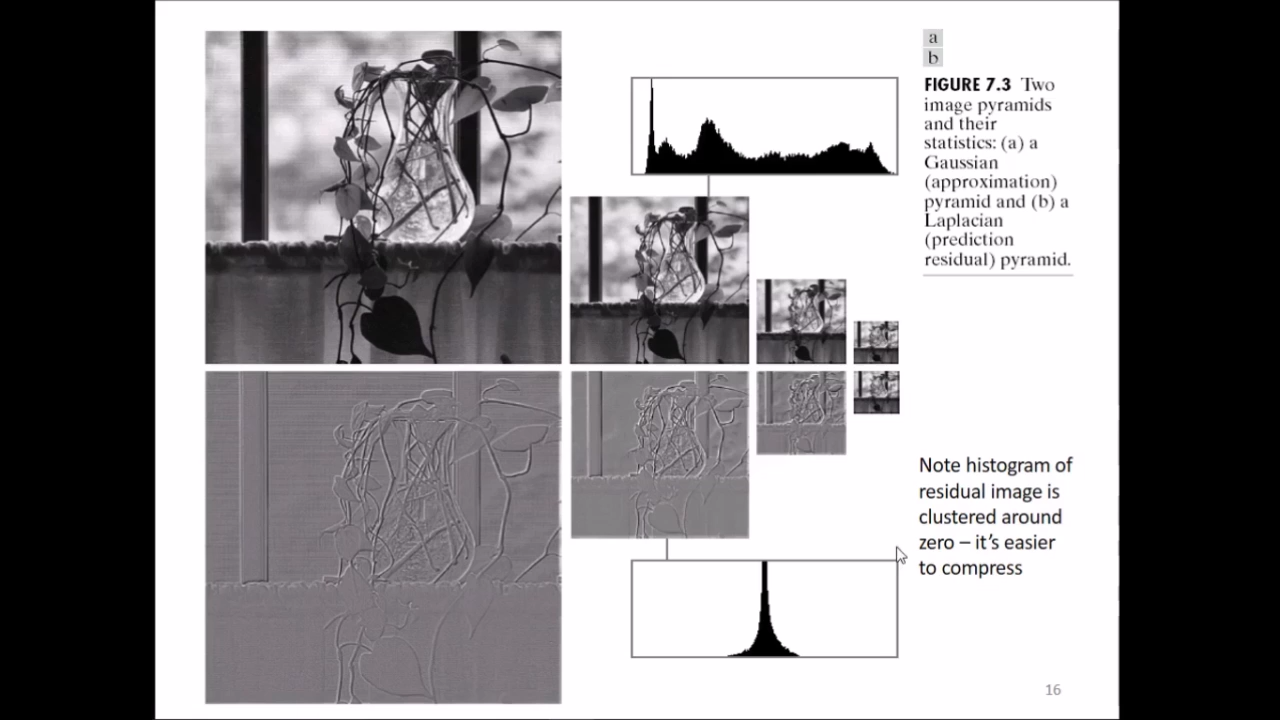 a
b
FIGURE 7.3 Two
image pyramids
and their
statistics: (a) a
Gaussian
(approximation)
pyramid and (b) a
Laplacian
(prediction
residual) pyramid.
Note histogram of
residual image is
clustered around
zero – it's easier
to compress
16